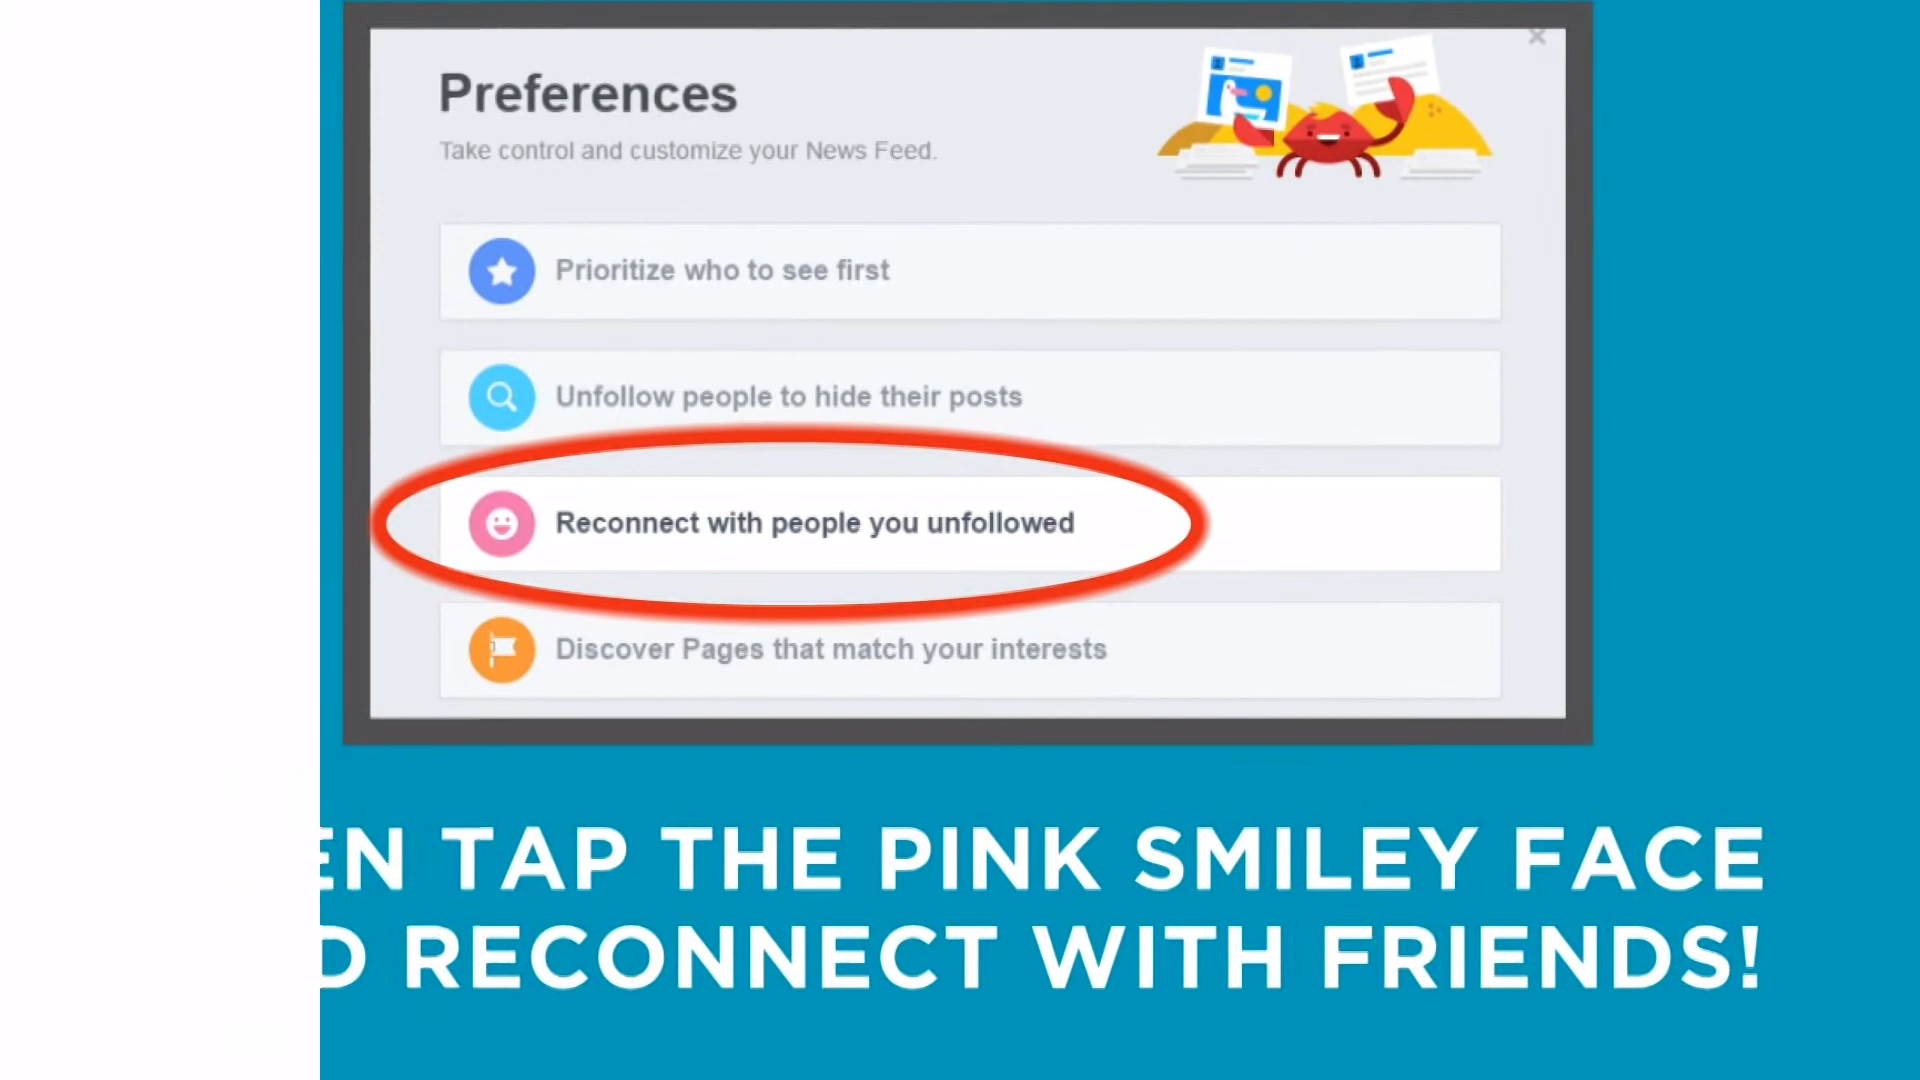 Preferences
Take control and customize your News Feed.
Prioritize who to see first
Unfollow people to hide their posts
Reconnect with people you unfollowed
Discover Pages that match your interests
EN TAP THE PINK SMILEY FACE
D RECONNECT WITH FRIENDS!